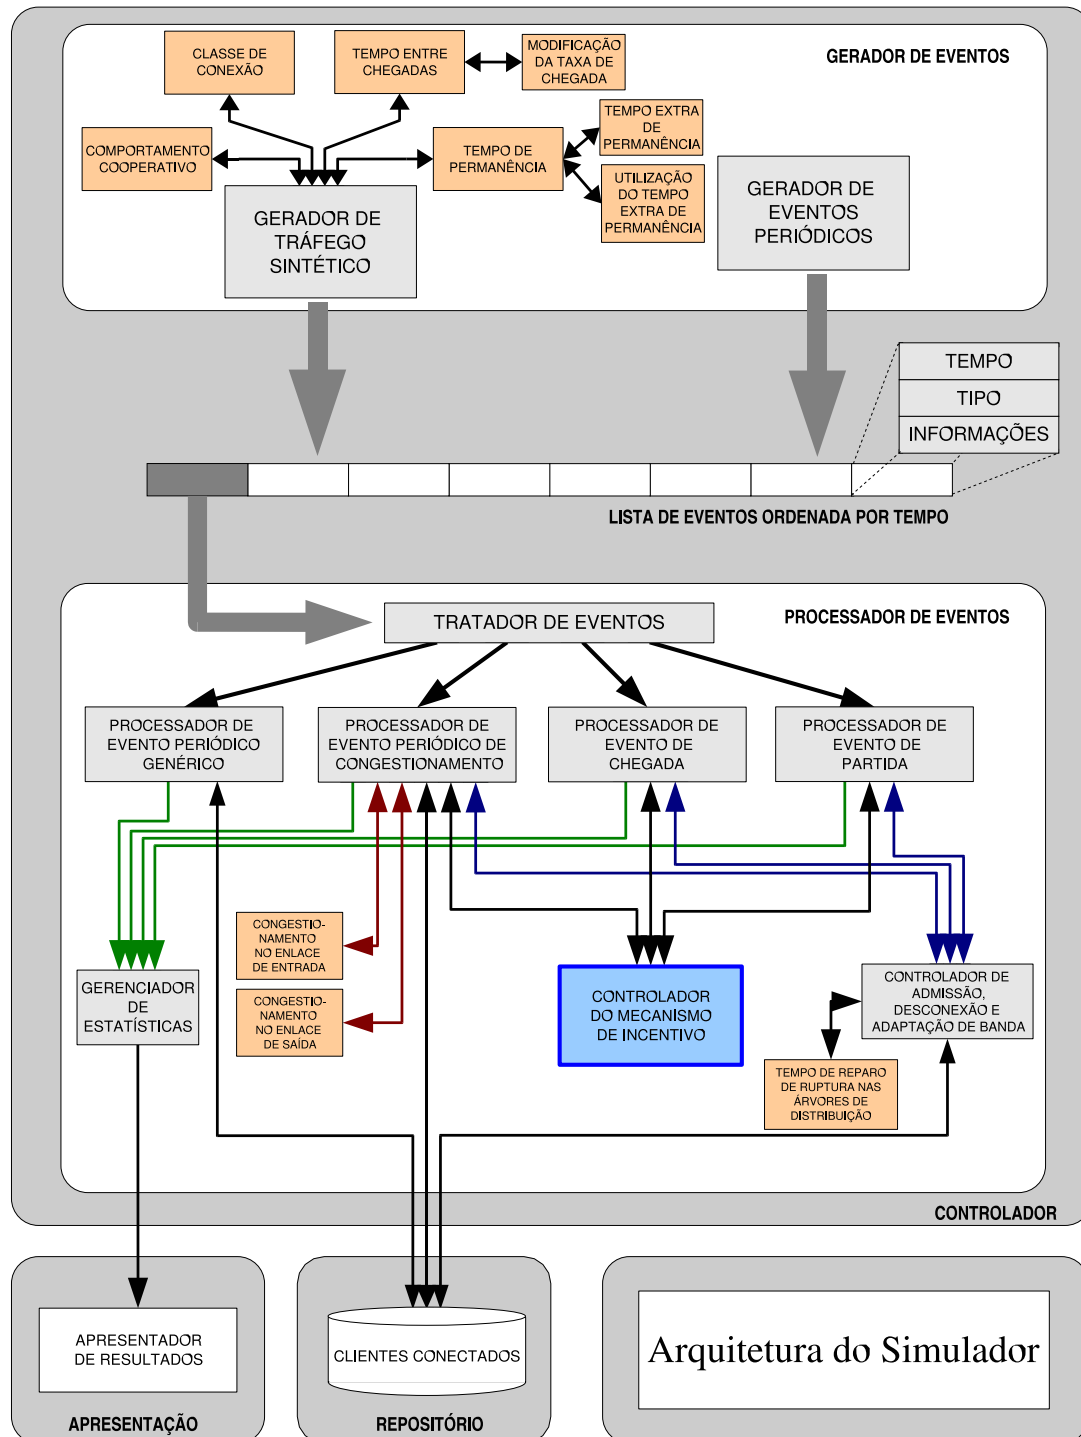 GERADOR DE EVENTOS
CLASSE DE
CONEXÃO
TEMPO ENTRE
CHEGADAS
MODIFICAÇÃO
DA TAXA DE
CHEGADA
COMPORTAMENTO
COOPERATIVO
TEMPO DE
PERMANÊNCIA
TEMPO EXTRA
DE
PERMANÊNCIA
UTILIZAÇÃO
DO TEMPO
EXTRA DE
PERMANÊNCIA
GERADOR DE
TRÁFEGO
SINTÉTICO
GERADOR DE
EVENTOS
PERIÓDICOS
TEMPO
TIPO
INFORMAÇÕES
LISTA DE EVENTOS ORDENADA POR TEMPO
PROCESSADOR DE EVENTOS
TRATADOR DE EVENTOS
PROCESSADOR DE
EVENTO PERIÓDICO
GENÉRICO
PROCESSADOR DE
EVENTO PERIÓDICO DE
CONGESTIONAMENTO
PROCESSADOR DE
EVENTO DE
CHEGADA
PROCESSADOR DE
EVENTO DE
PARTIDA
CONGESTIO-
NAMENTO
NO ENLACE
DE ENTRADA
CONGESTIO-
NAMENTO
NO ENLACE
DE SAÍDA
GERENCIADOR
DE
ESTATÍSTICAS
CONTROLADOR
DO MECANISMO
DE INCENTIVO
CONTROLADOR DE
ADMISSÃO,
DESCONEXÃO E
ADAPTAÇÃO DE BANDA
TEMPO DE REPARO
DE RUPTURA NAS
ÁRVORES DE
DISTRIBUIÇÃO
CONTROLADOR
APRESENTADOR
DE RESULTADOS
APRESENTAÇÃO
CLIENTES CONECTADOS
REPOSITÓRIO
Arquitetura do Simulador